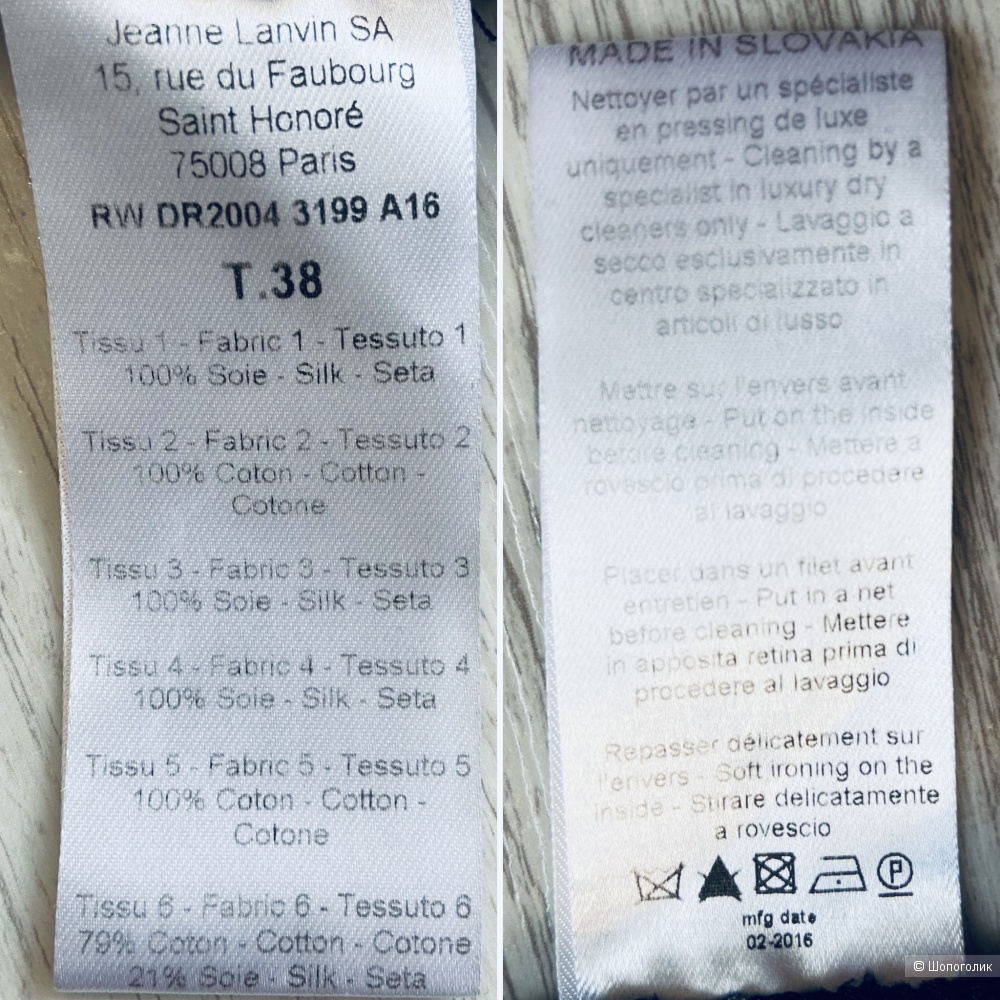 Jeanne Lanvin SA
15, rue du Faubourg
Saint Honoré
75008 Paris
RW DR2004 3199 A16
T.38
Tissu 1 - Fabric 1 - Tessuto 1
100% Soie - Silk - Seta
Tissu 2 - Fabric 2 - Tessuto 2
100% Coton - Cotton -
Cotone
Tissu 3 - Fabric 3 - Tessuto 3
100% Soie - Silk - Seta
Tissu 4 - Fabric 4 - Tessuto 4
100% Soie - Silk - Seta
Tissu 5 - Fabric 5 - Tessuto 5
100% Coton - Cotton -
Cotone
Tissu 6 - Fabric 6 - Tessuto 6
79% Coton - Cotton - Cotone
21% Soie - Silk - Seta
MADE IN SLOVAKIA
Nettoyer par un spécialiste
en pressing de luxe
uniquement - Cleaning by a
specialist in luxury dry
cleaners only - Lavaggio a
secco esclusivamente in
centro specializzato in
articoli di lusso
Mettre sur l'envers avant
nettoyage - Put on the inside
before cleaning - Mettere a
rovescio prima di procedere
al lavaggio
Placer dans un filet avant
entretien - Put in a net
before cleaning - Mettere
in apposita retina prima di
procedere al lavaggio
Repasser délicatement sur
l'envers - Soft ironing on the
inside - Stirare delicatamente
a rovescio
P
mfg date
02-2016
© Шопоголик